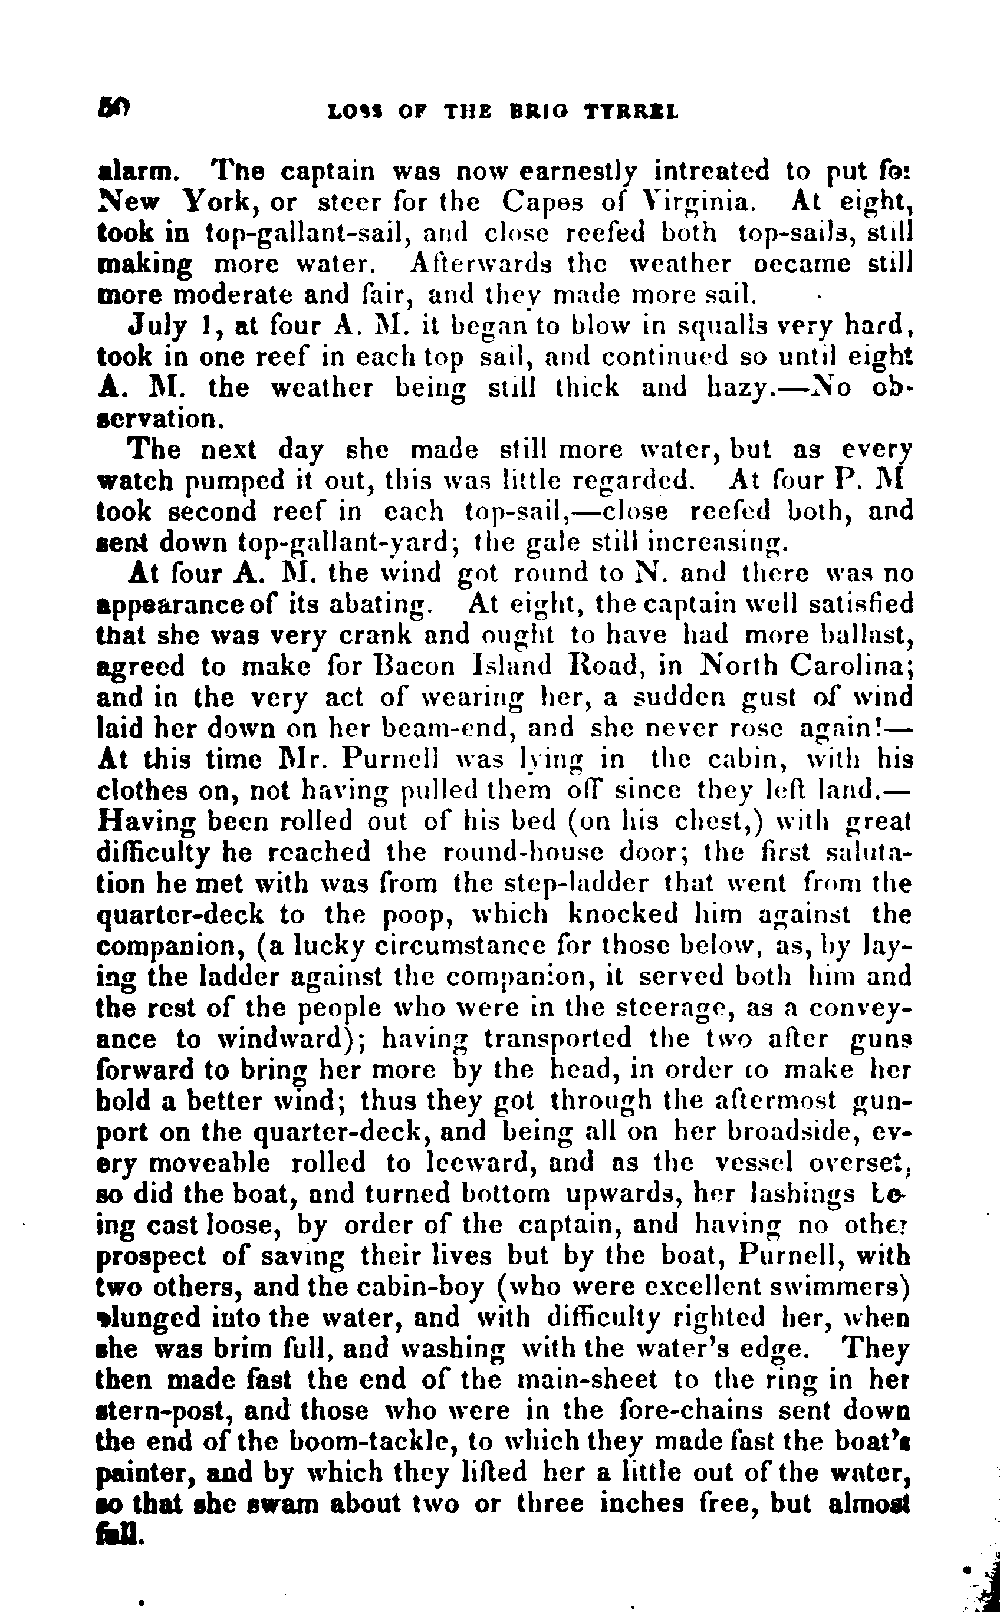 50 LOSS OF THE BRIG TYRREL
alarm. The captain was now earnestly intreated to put for
New York, or steer for the Capes of Virginia. At eight,
took in top-gallant-sail, and close reefed both top-sails, still
making more water. Afterwards the weather became still
more moderate and fair, and they made more sail.
July 1, at four A. M. it began to blow in squalls very hard,
took in one reef in each top sail, and continued so until eight
A. M. the weather being still thick and hazy.—No ob-
servation.
The next day she made still more water, but as every
watch pumped it out, this was little regarded. At four P. M
took second reef in each top-sail,—close reefed both, and
sent down top-gallant-yard; the gale still increasing.
At four A. M. the wind got round to N. and there was no
appearance of its abating. At eight, the captain well satisfied
that she was very crank and ought to have had more ballast,
agreed to make for Bacon Island Road, in North Carolina;
and in the very act of wearing her, a sudden gust of wind
laid her down on her beam-end, and she never rose again!—
At this time Mr. Purnell was lying in the cabin, with his
clothes on, not having pulled them off since they left land.—
Having been rolled out of his bed (on his chest,) with great
difficulty he reached the round-house door; the first saluta-
tion he met with was from the step-ladder that went from the
quarter-deck to the poop, which knocked him against the
companion, (a lucky circumstance for those below, as, by lay-
ing the ladder against the companion, it served both him and
the rest of the people who were in the steerage, as a convey-
ance to windward); having transported the two after guns
forward to bring her more by the head, in order to make her
hold a better wind; thus they got through the aftermost gun-
port on the quarter-deck, and being all on her broadside, ev-
ery moveable rolled to leeward, and as the vessel overset,
so did the boat, and turned bottom upwards, her lashings be-
ing cast loose, by order of the captain, and having no other
prospect of saving their lives but by the boat, Purnell, with
two others, and the cabin-boy (who were excellent swimmers)
plunged into the water, and with difficulty righted her, when
she was brim full, and washing with the water's edge. They
then made fast the end of the main-sheet to the ring in her
stern-post, and those who were in the fore-chains sent down
the end of the boom-tackle, to which they made fast the boat's
painter, and by which they lifted her a little out of the water,
so that she swam about two or three inches free, but almost
full.